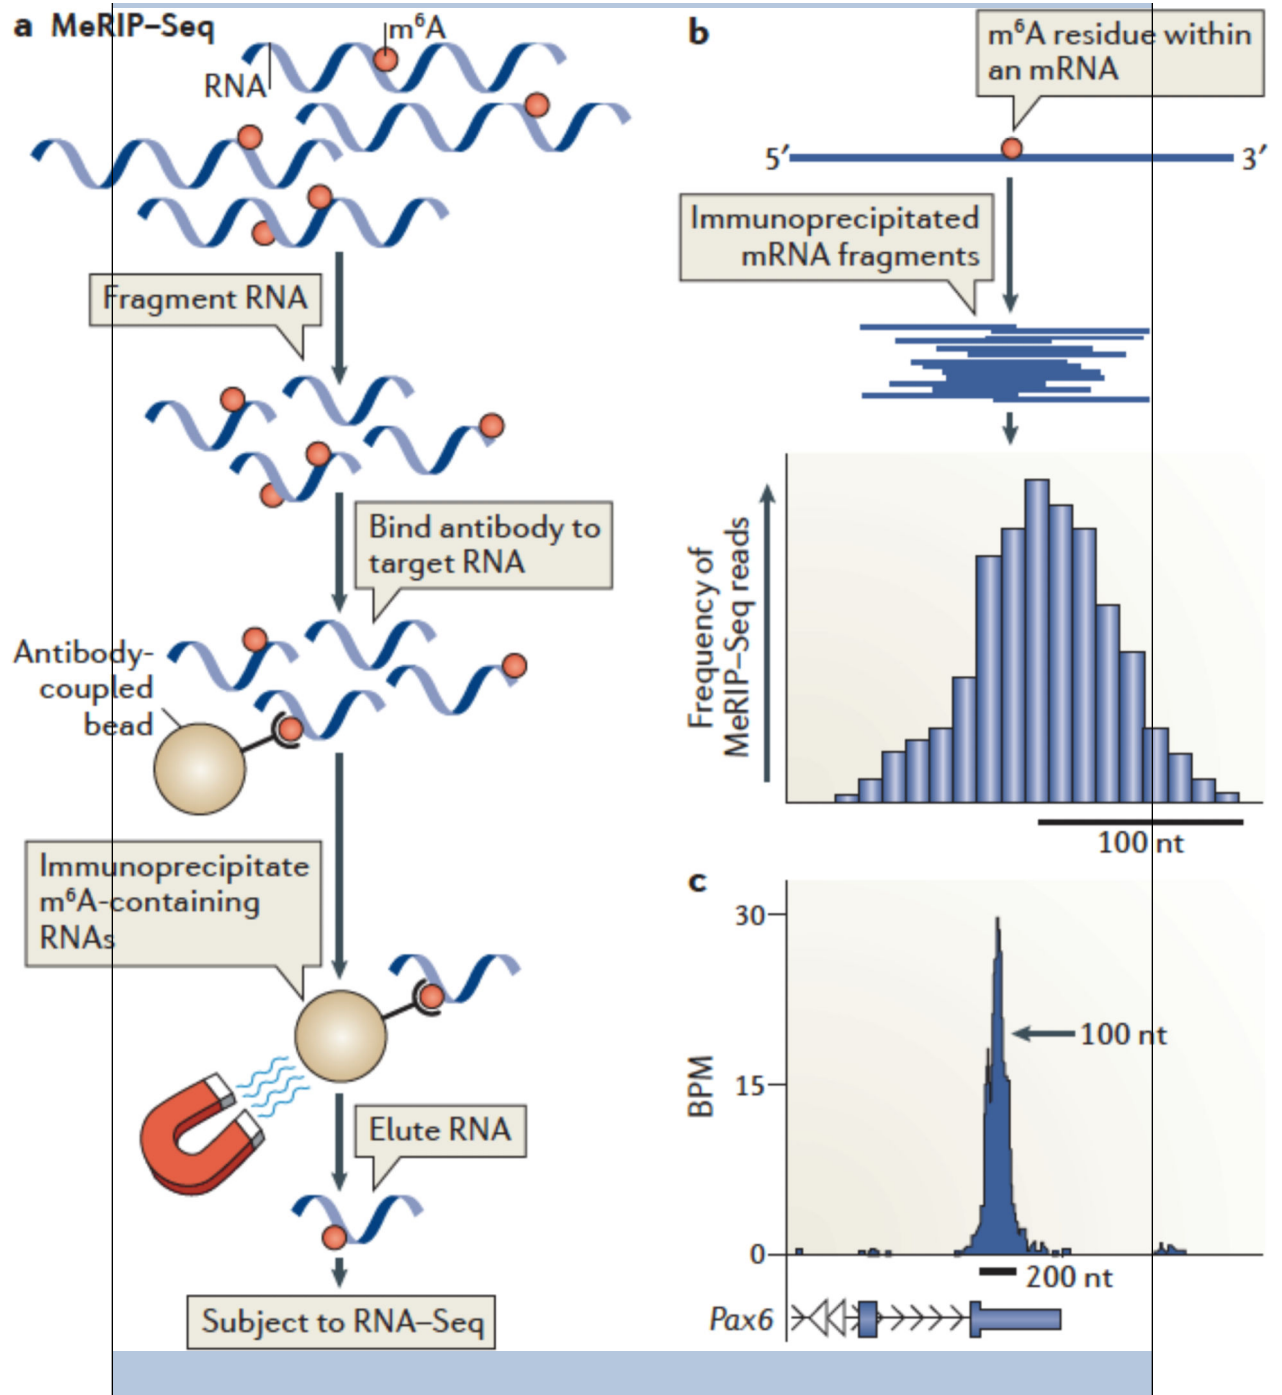 a MeRIP–Seq
m⁶A
RNA
Fragment RNA
Bind antibody to
target RNA
Antibody-
coupled
bead
Immunoprecipitate
m⁶A-containing
RNAs
Elute RNA
Subject to RNA–Seq
b
m⁶A residue within
an mRNA
5′
3′
Immunoprecipitated
mRNA fragments
Frequency of
MeRIP–Seq reads
100 nt
c
30
15
0
BPM
100 nt
200 nt
Pax6